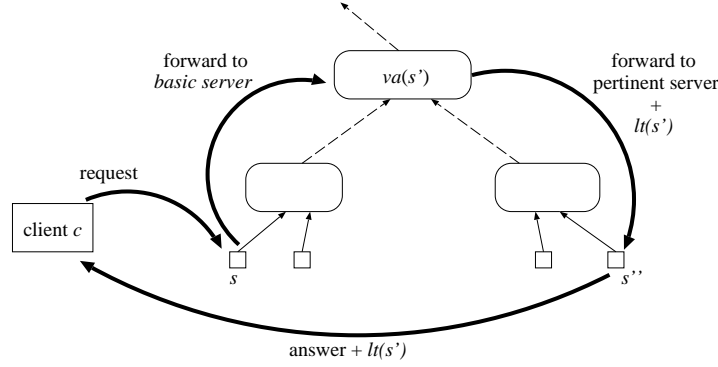 forward to
basic server
va(s’)
forward to
pertinent server
+
lt(s’)
request
client c
s
s’’
answer + lt(s’)